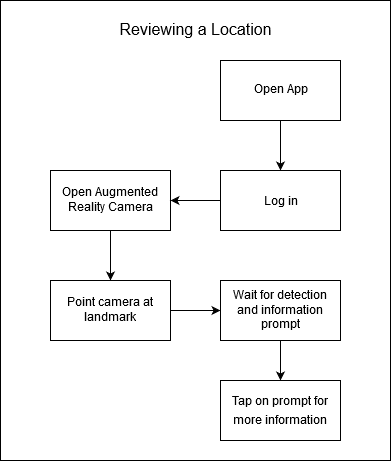 Reviewing a Location
Open App
Log in
Open Augmented
Reality Camera
Point camera at
landmark
Wait for detection
and information
prompt
Tap on prompt for
more information